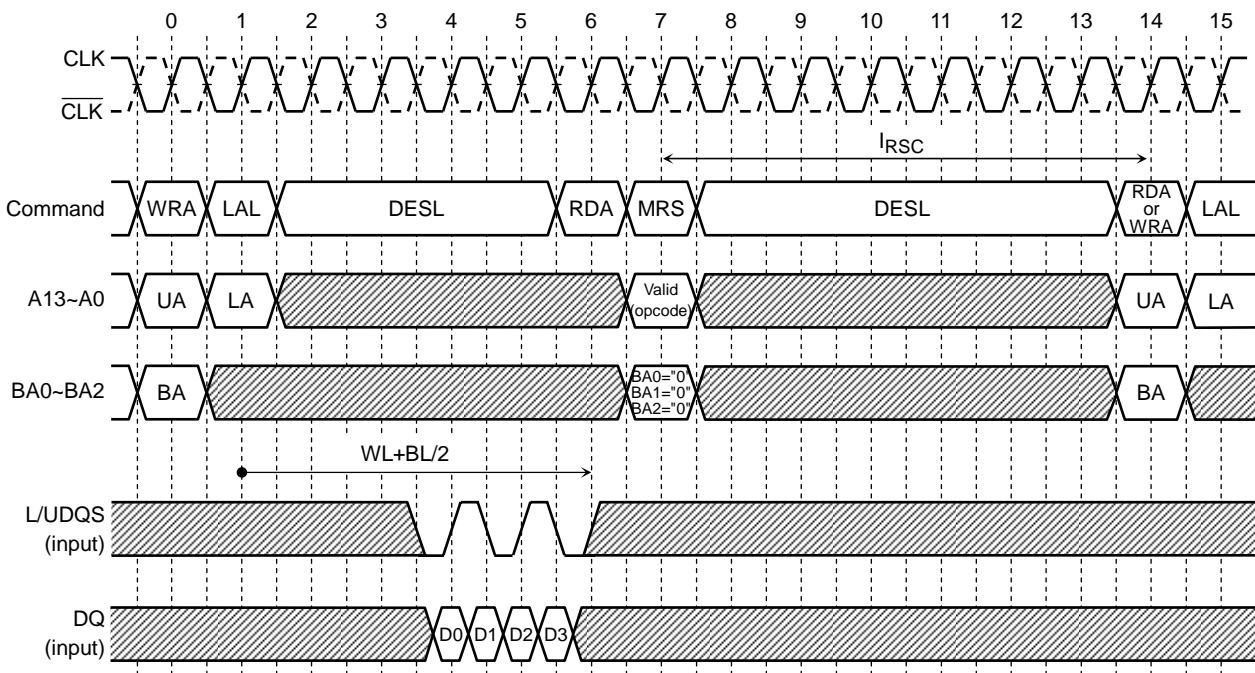 0 1 2 3 4 5 6 7 8 9 10 11 12 13 14 15
CLK
CLK
IRSC
Command WRA LAL DESL RDA MRS DESL RDA or WRA LAL
A13~A0 UA LA Valid (opcode) UA LA
BA0~BA2 BA BA0="0" BA1="0" BA2="0" BA
WL+BL/2
L/UDQS
(input)
DQ
(input)
D0 D1 D2 D3